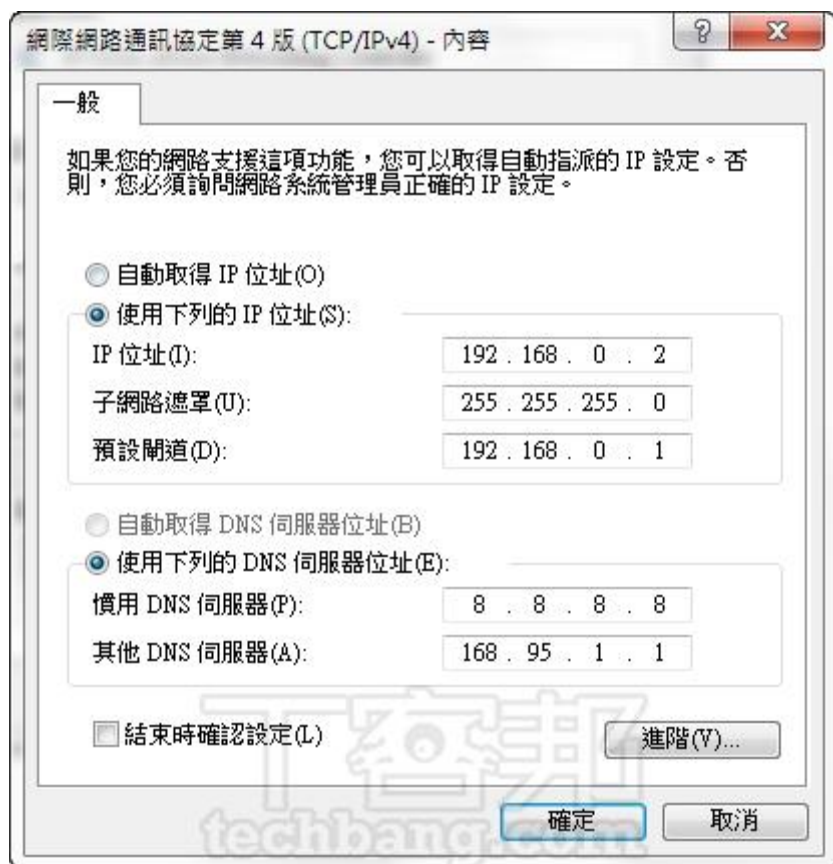 網際網路通訊協定第 4 版 (TCP/IPv4) - 內容
一般
如果您的網路支援這項功能，您可以取得自動指派的 IP 設定。否
則，您必須詢問網路系統管理員正確的 IP 設定。
自動取得 IP 位址(O)
使用下列的 IP 位址(S):
IP 位址(I): 192 . 168 . 0 . 2
子網路遮罩(U): 255 . 255 . 255 . 0
預設閘道(D): 192 . 168 . 0 . 1
自動取得 DNS 伺服器位址(B)
使用下列的 DNS 伺服器位址(E):
慣用 DNS 伺服器(P): 8 . 8 . 8 . 8
其他 DNS 伺服器(A): 168 . 95 . 1 . 1
結束時確認設定(L)
進階(V)...
確定 取消
T客邦
techbang.com